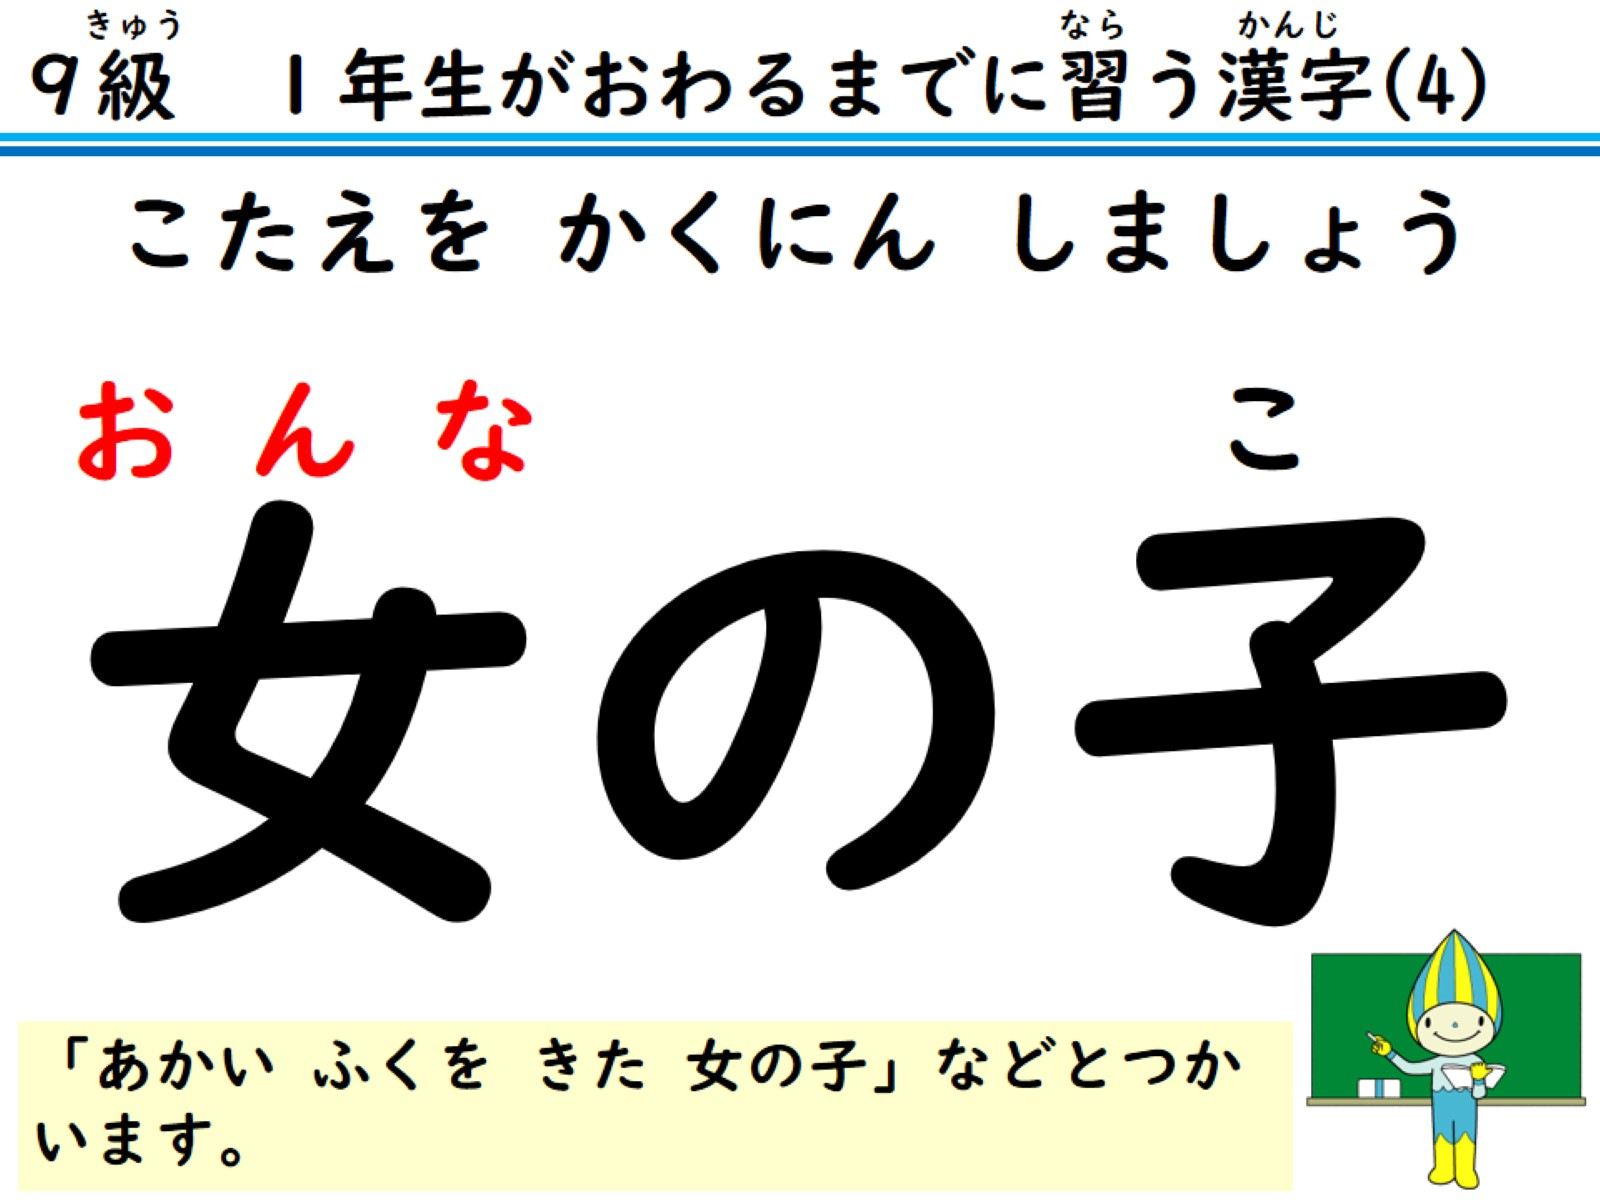 きゅう なら かんじ
9級 1年生がおわるまでに習う漢字(4)
こたえを かくにん しましょう
おんな こ
女の子
「あかい ふくを きた 女の子」などとつか
います。